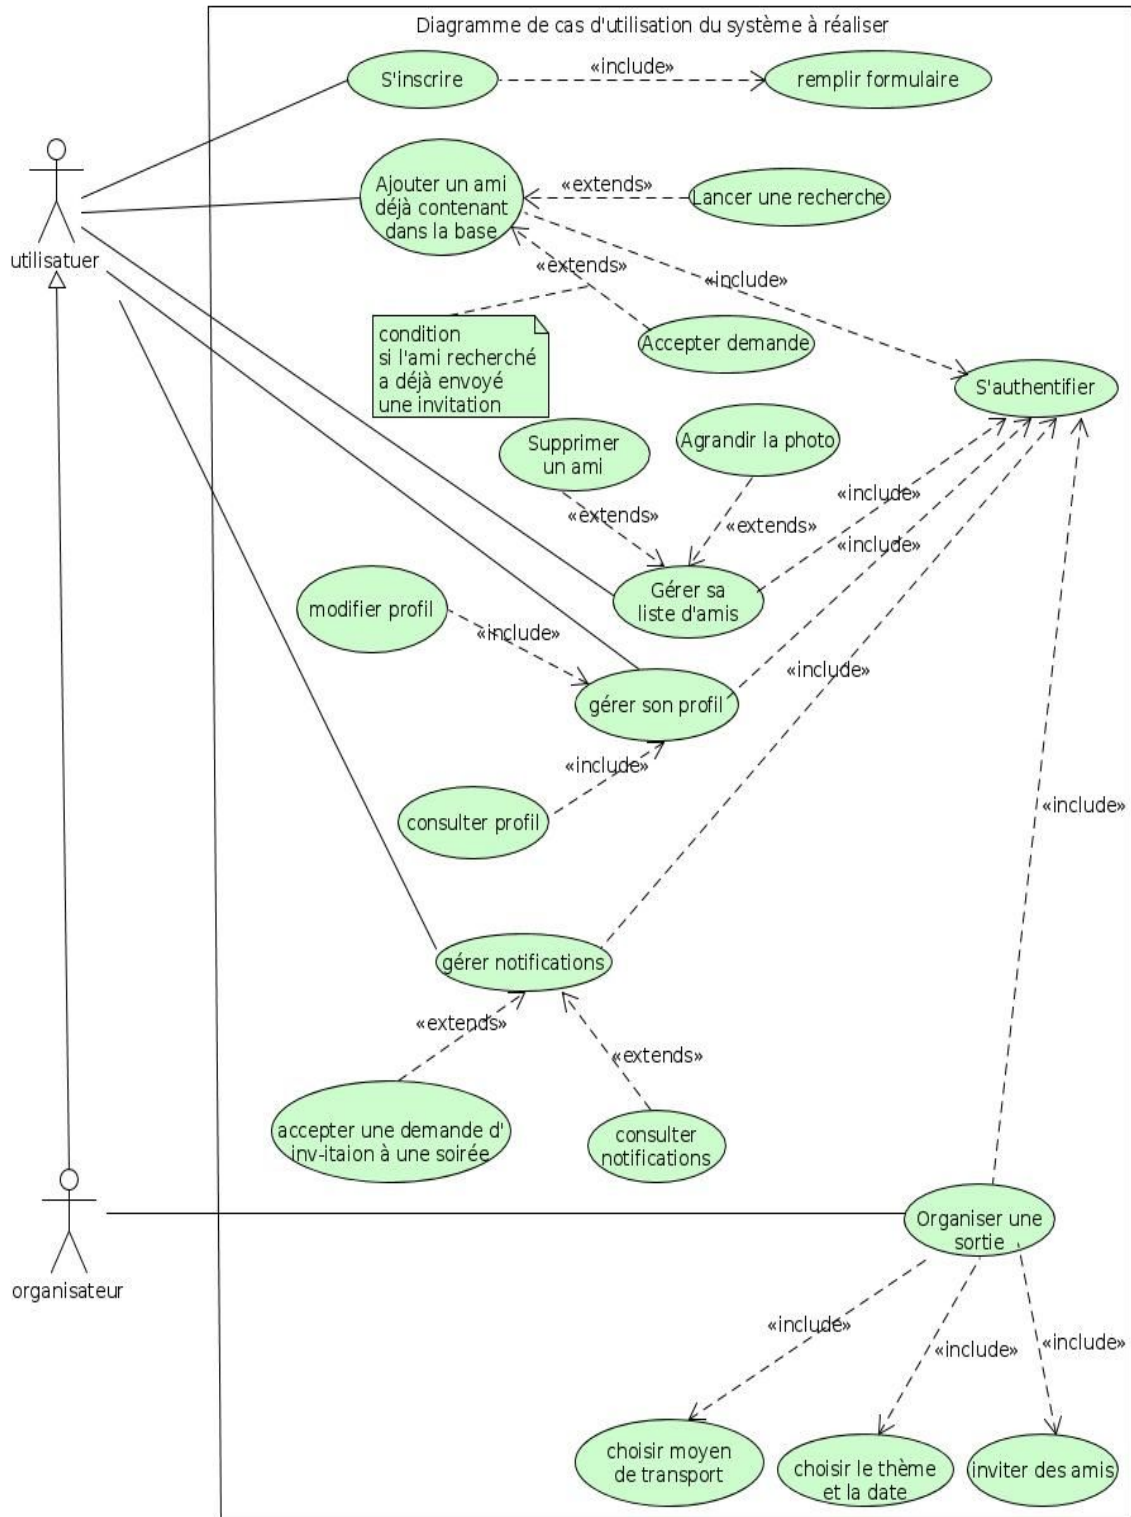 Diagramme de cas d'utilisation du système à réaliser
S'inscrire
«include»
remplir formulaire
utilisatuer
Ajouter un ami
déjà contenant
dans la base
«extends»
Lancer une recherche
«extends»
«include»
condition
si l'ami recherché
a déjà envoyé
une invitation
Accepter demande
S'authentifier
Supprimer
un ami
Agrandir la photo
«extends»
«extends»
«include»
«include»
Gérer sa
liste d'amis
modifier profil
«include»
«include»
gérer son profil
«include»
consulter profil
«include»
gérer notifications
«extends»
«extends»
accepter une demande d'
inv-itaion à une soirée
consulter
notifications
organisateur
Organiser une
sortie
«include»
«include»
«include»
choisir moyen
de transport
choisir le thème
et la date
inviter des amis